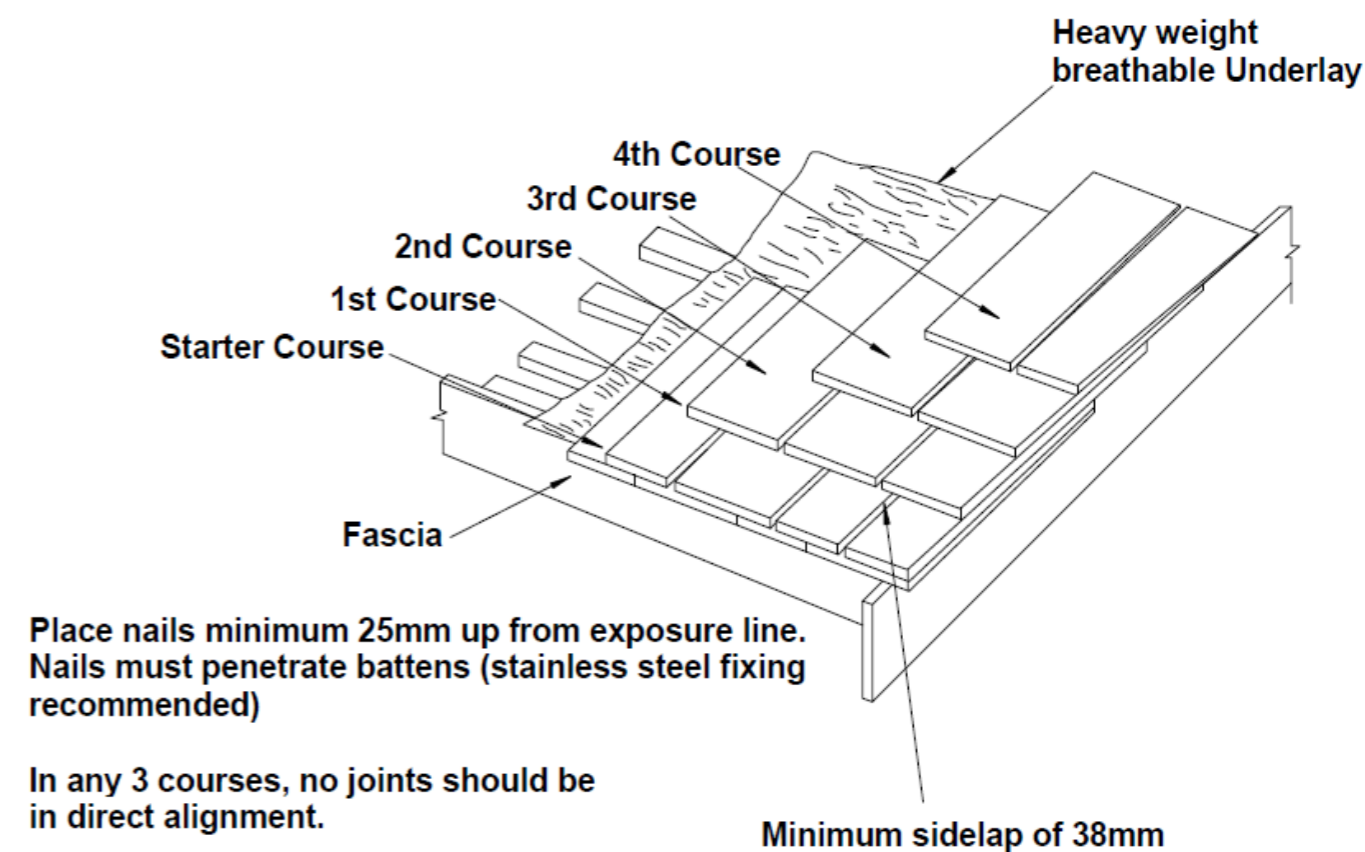 Heavy weight
breathable Underlay
4th Course
3rd Course
2nd Course
1st Course
Starter Course
Fascia
Place nails minimum 25mm up from exposure line.
Nails must penetrate battens (stainless steel fixing
recommended)
In any 3 courses, no joints should be
in direct alignment.
Minimum sidelap of 38mm